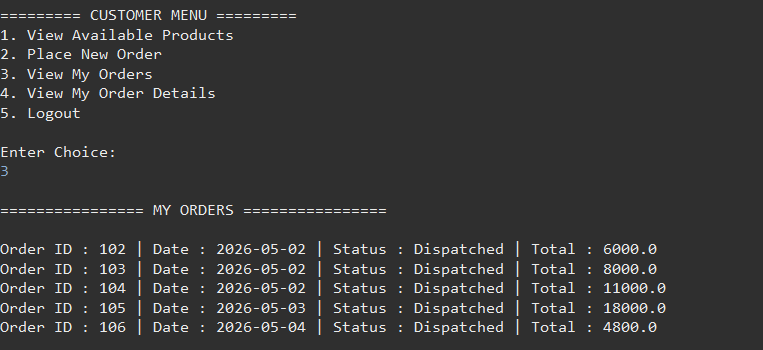 ========= CUSTOMER MENU =========
1. View Available Products
2. Place New Order
3. View My Orders
4. View My Order Details
5. Logout
Enter Choice:
3
================ MY ORDERS ================
Order ID : 102 | Date : 2026-05-02 | Status : Dispatched | Total : 6000.0
Order ID : 103 | Date : 2026-05-02 | Status : Dispatched | Total : 8000.0
Order ID : 104 | Date : 2026-05-02 | Status : Dispatched | Total : 11000.0
Order ID : 105 | Date : 2026-05-03 | Status : Dispatched | Total : 18000.0
Order ID : 106 | Date : 2026-05-04 | Status : Dispatched | Total : 4800.0